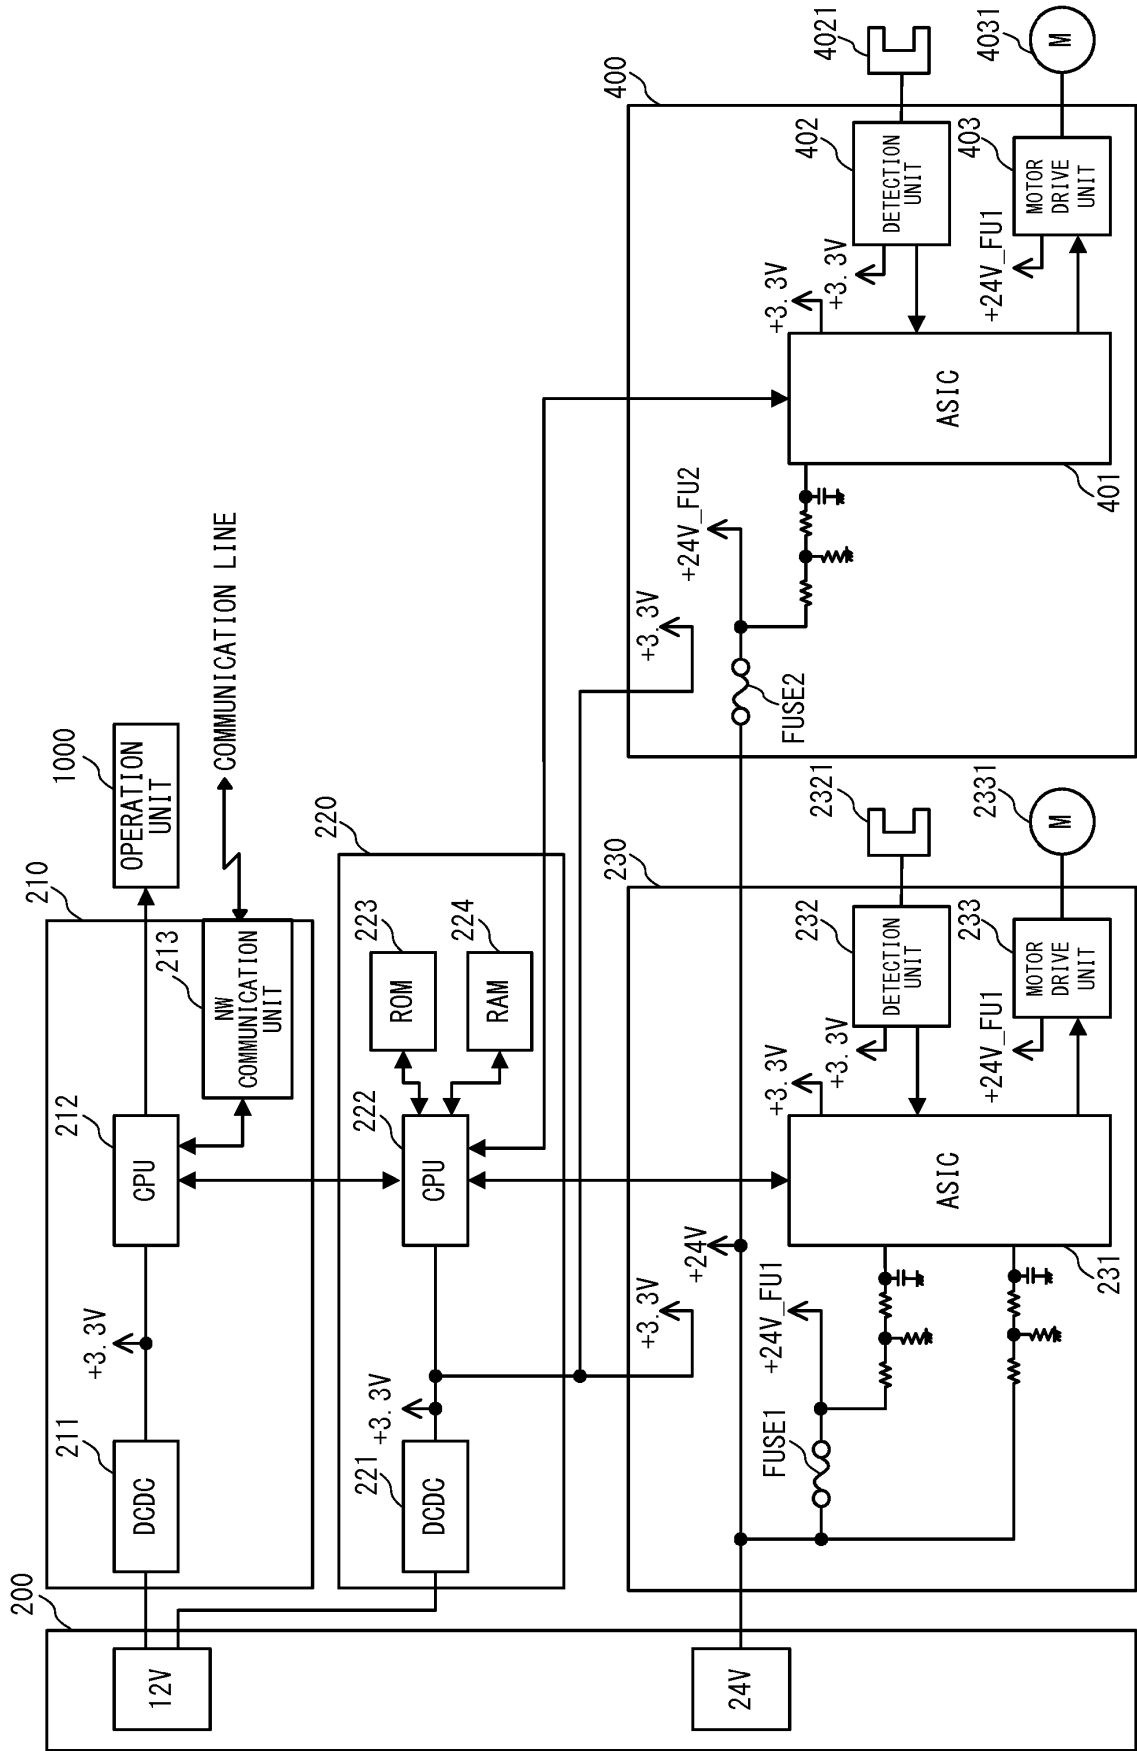 200
12V
24V
210
211
DCDC
+3.3V
212
CPU
213
NW
COMMUNICATION
UNIT
1000
OPERATION
UNIT
COMMUNICATION LINE
220
221
DCDC
+3.3V
222
CPU
223
ROM
224
RAM
230
+3.3V
+24V
FUSE1
+24V_FU1
231
ASIC
+3.3V
+3.3V
232
DETECTION
UNIT
2321
+24V_FU1
233
MOTOR
DRIVE
UNIT
2331
M
400
+3.3V
FUSE2
+24V_FU2
401
ASIC
+3.3V
+3.3V
402
DETECTION
UNIT
4021
+24V_FU1
403
MOTOR
DRIVE
UNIT
4031
M